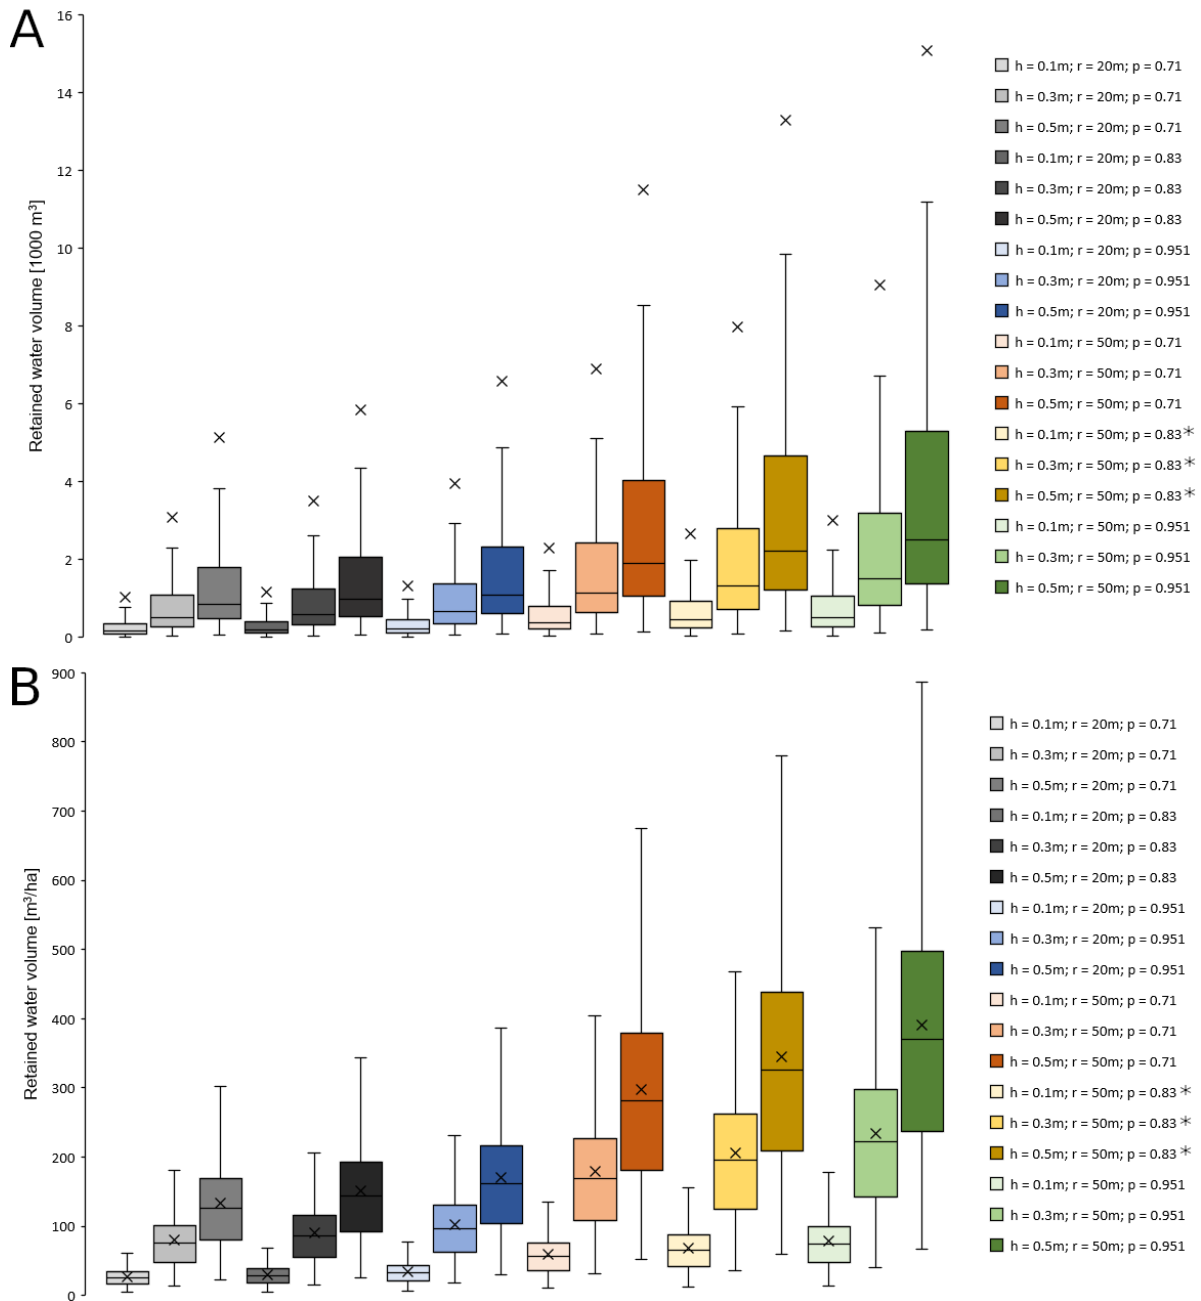 A
Retained water volume [1000 m³]
16
14
12
10
8
6
4
2
0
h = 0.1m; r = 20m; p = 0.71
h = 0.3m; r = 20m; p = 0.71
h = 0.5m; r = 20m; p = 0.71
h = 0.1m; r = 20m; p = 0.83
h = 0.3m; r = 20m; p = 0.83
h = 0.5m; r = 20m; p = 0.83
h = 0.1m; r = 20m; p = 0.951
h = 0.3m; r = 20m; p = 0.951
h = 0.5m; r = 20m; p = 0.951
h = 0.1m; r = 50m; p = 0.71
h = 0.3m; r = 50m; p = 0.71
h = 0.5m; r = 50m; p = 0.71
h = 0.1m; r = 50m; p = 0.83*
h = 0.3m; r = 50m; p = 0.83*
h = 0.5m; r = 50m; p = 0.83*
h = 0.1m; r = 50m; p = 0.951
h = 0.3m; r = 50m; p = 0.951
h = 0.5m; r = 50m; p = 0.951
B
Retained water volume [m³/ha]
900
800
700
600
500
400
300
200
100
0
h = 0.1m; r = 20m; p = 0.71
h = 0.3m; r = 20m; p = 0.71
h = 0.5m; r = 20m; p = 0.71
h = 0.1m; r = 20m; p = 0.83
h = 0.3m; r = 20m; p = 0.83
h = 0.5m; r = 20m; p = 0.83
h = 0.1m; r = 20m; p = 0.951
h = 0.3m; r = 20m; p = 0.951
h = 0.5m; r = 20m; p = 0.951
h = 0.1m; r = 50m; p = 0.71
h = 0.3m; r = 50m; p = 0.71
h = 0.5m; r = 50m; p = 0.71
h = 0.1m; r = 50m; p = 0.83*
h = 0.3m; r = 50m; p = 0.83*
h = 0.5m; r = 50m; p = 0.83*
h = 0.1m; r = 50m; p = 0.951
h = 0.3m; r = 50m; p = 0.951
h = 0.5m; r = 50m; p = 0.951